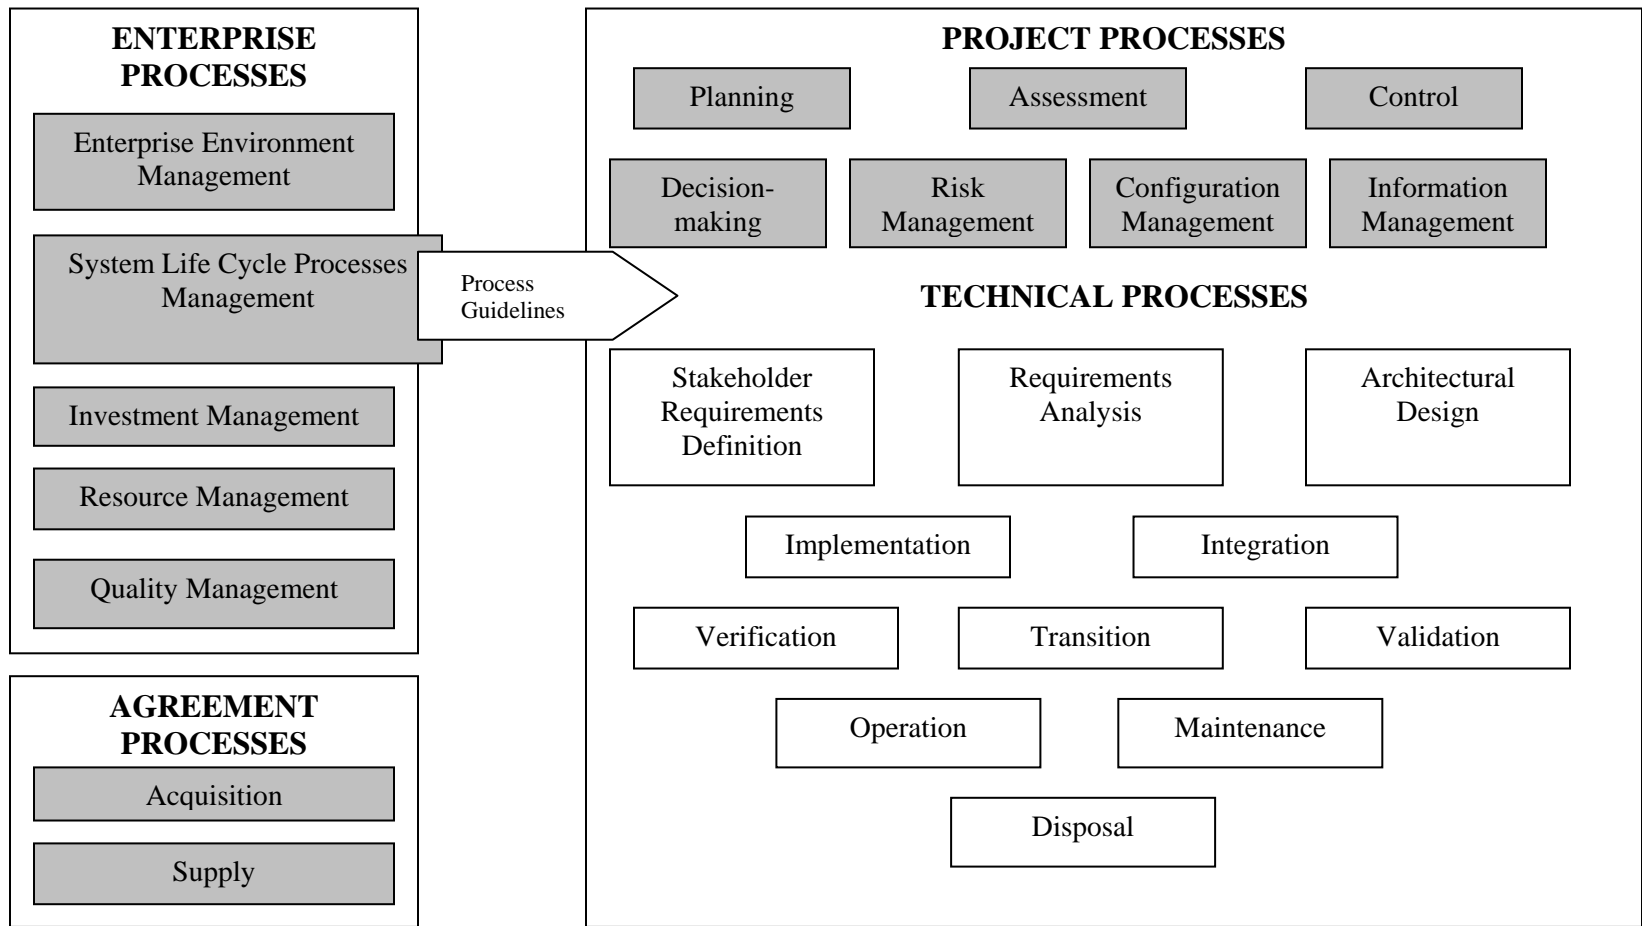 ENTERPRISE
PROCESSES
Enterprise Environment
Management
System Life Cycle Processes
Management
Investment Management
Resource Management
Quality Management
AGREEMENT
PROCESSES
Acquisition
Supply
Process
Guidelines
PROJECT PROCESSES
Planning
Assessment
Control
Decision-
making
Risk
Management
Configuration
Management
Information
Management
TECHNICAL PROCESSES
Stakeholder
Requirements
Definition
Requirements
Analysis
Architectural
Design
Implementation
Integration
Verification
Transition
Validation
Operation
Maintenance
Disposal